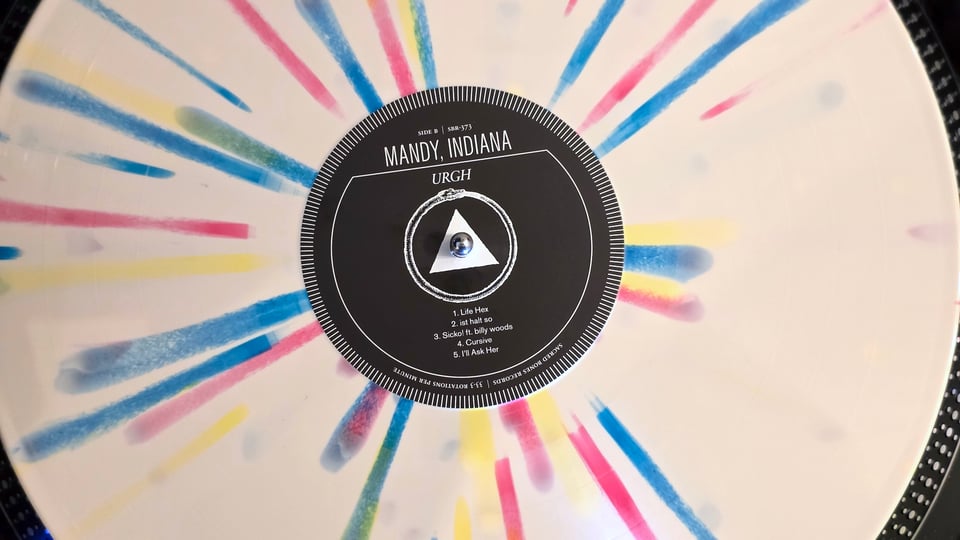 SIDE B | SBR-373
MANDY, INDIANA
URGH
1. Life Hex
2. ist halt so
3. Sicko! ft. billy woods
4. Cursive
5. I'll Ask Her
SACRED BONES RECORDS | 33.3 ROTATIONS PER MINUTE